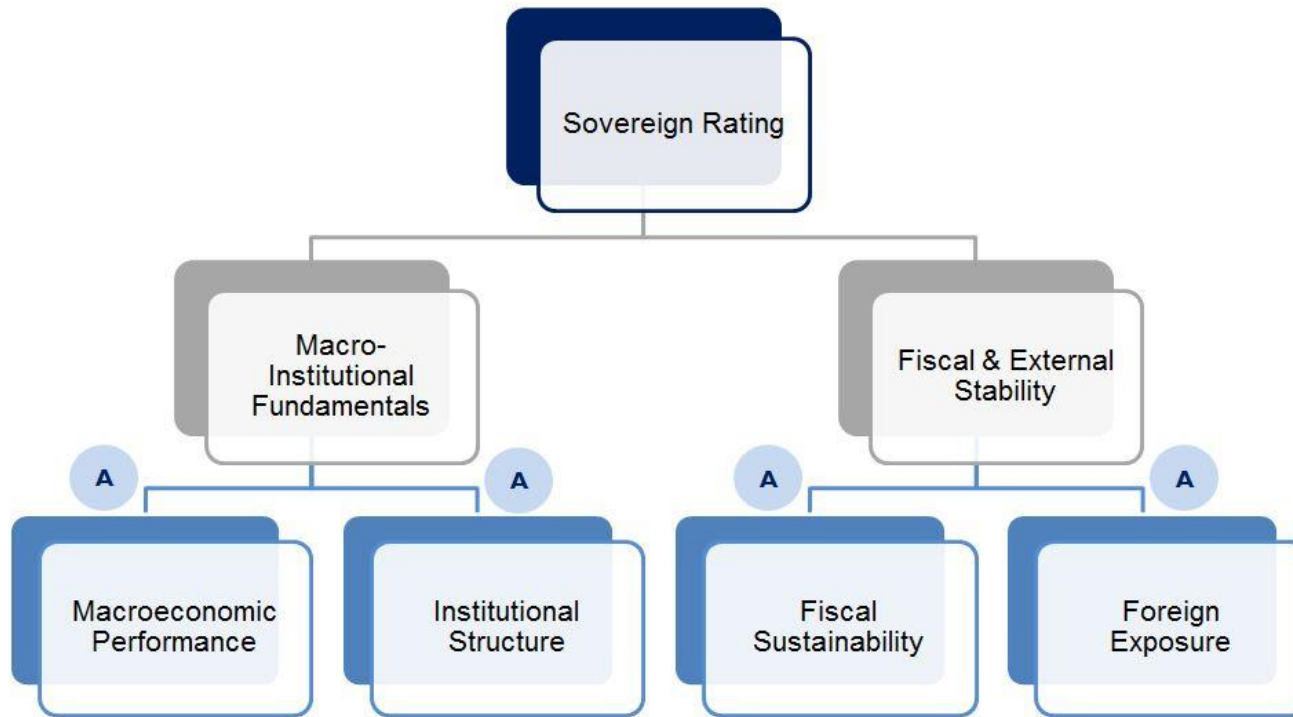 Sovereign Rating
Macro-
Institutional
Fundamentals
Fiscal & External
Stability
A
A
A
A
Macroeconomic
Performance
Institutional
Structure
Fiscal
Sustainability
Foreign
Exposure